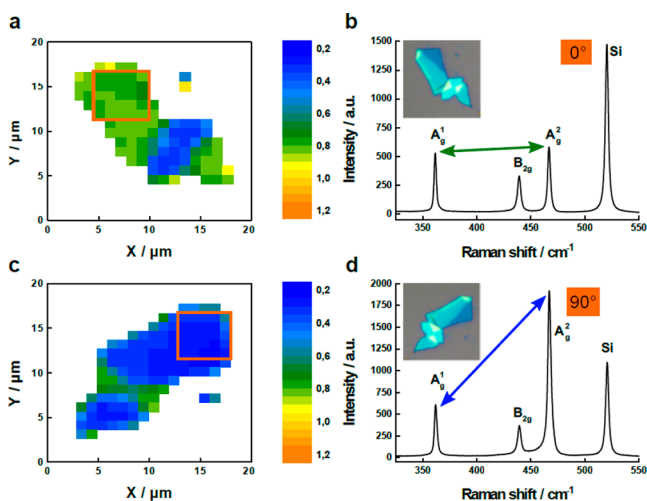 a
20
15
10
5
0
Y / µm
0 5 10 15 20
X / µm
0,2
0,4
0,6
0,8
1,0
1,2
b
1500
1250
1000
750
500
250
0
Intensity / a.u.
0°
Si
A¹g
B2g
A²g
350 400 450 500 550
Raman shift / cm⁻¹
c
20
15
10
5
0
Y / µm
0 5 10 15 20
X / µm
0,2
0,4
0,6
0,8
1,0
1,2
d
2000
1750
1500
1250
1000
750
500
250
0
Intensity / a.u.
90°
A²g
Si
A¹g
B2g
350 400 450 500 550
Raman shift / cm⁻¹